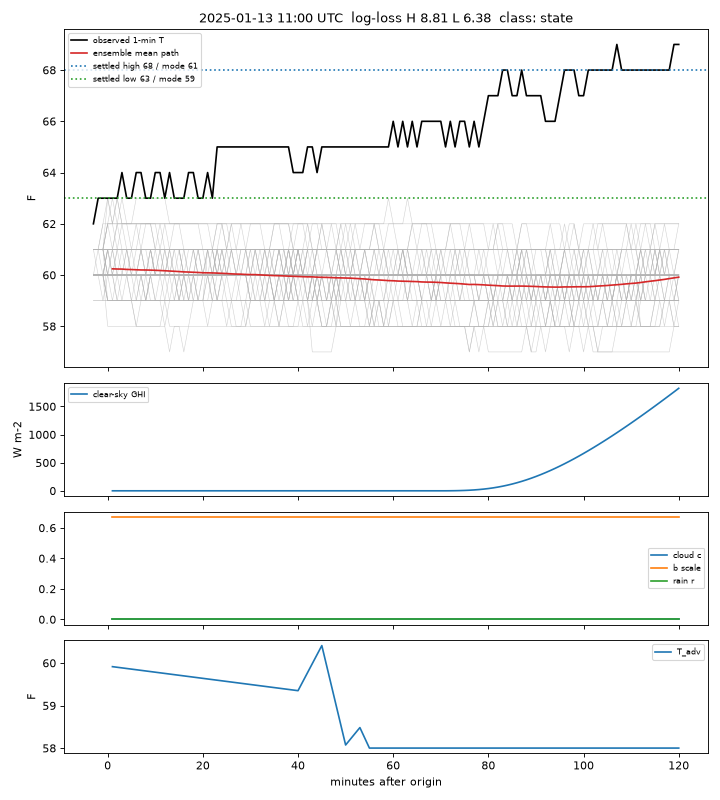 2025-01-13 11:00 UTC  log-loss H 8.81 L 6.38  class: state
observed 1-min T
ensemble mean path
settled high 68 / mode 61
settled low 63 / mode 59
68
66
64
62
60
58
F
clear-sky GHI
1500
1000
500
0
W m-2
0.6
0.4
0.2
0.0
cloud c
b scale
rain r
T_adv
60
59
58
F
0 20 40 60 80 100 120
minutes after origin